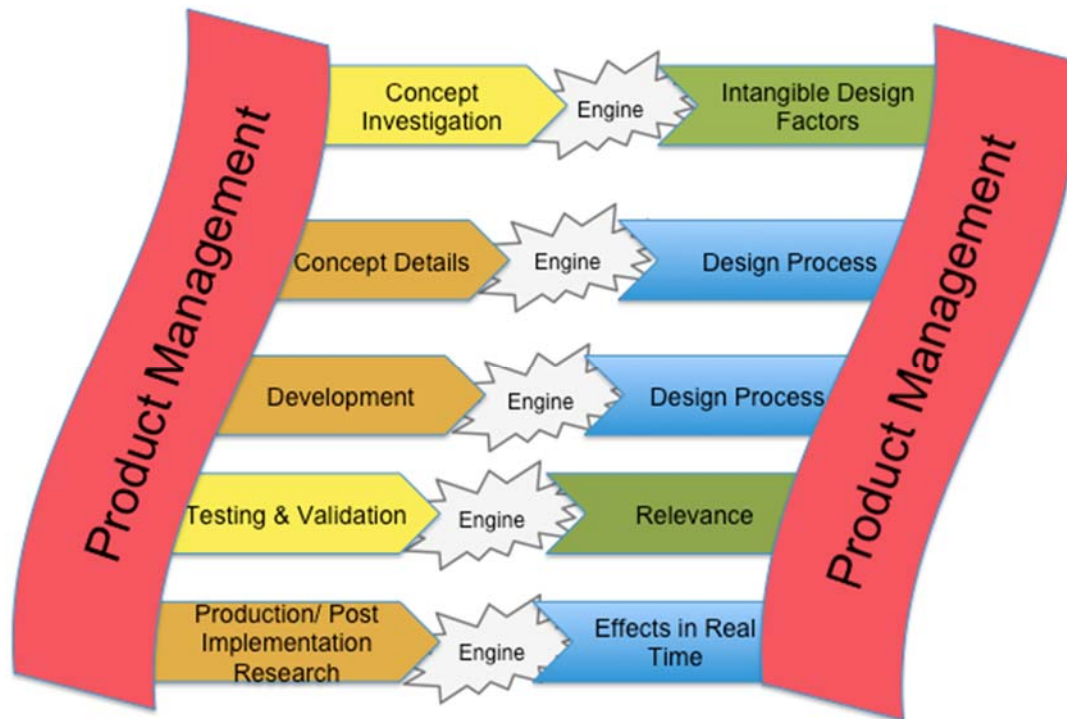 Product Management
Concept
Investigation
Engine
Intangible Design
Factors
Concept Details
Engine
Design Process
Development
Engine
Design Process
Testing & Validation
Engine
Relevance
Production/ Post
Implementation
Research
Engine
Effects in Real
Time
Product Management